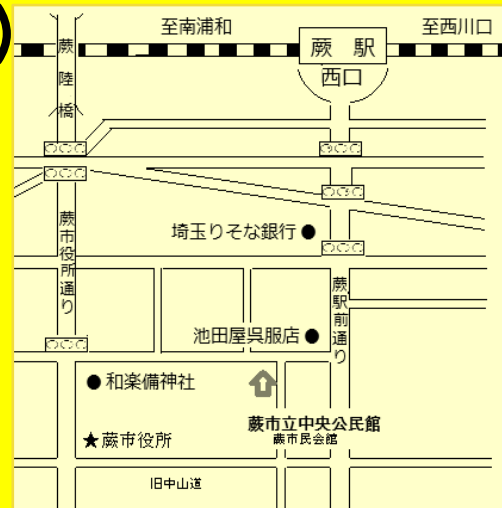 至南浦和
至西川口
蕨駅
西口
蕨陸橋
埼玉りそな銀行
蕨市役所通り
蕨駅前通り
池田屋呉服店
和楽備神社
蕨市立中央公民館
蕨市民会館
★蕨市役所
旧中山道